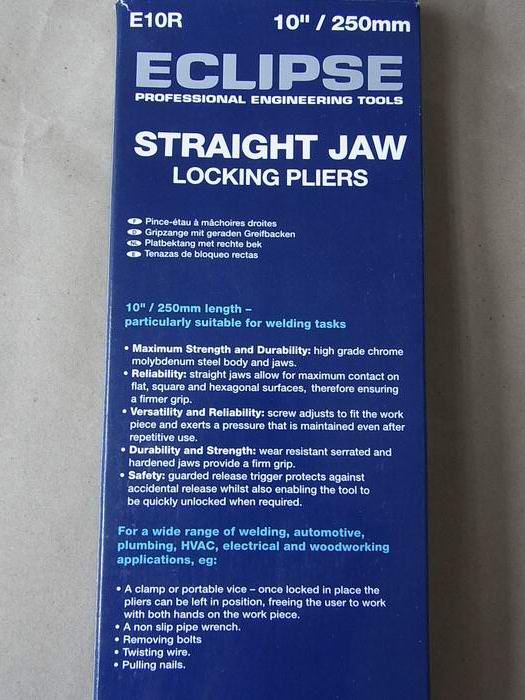 E10R 10" / 250mm
ECLIPSE
PROFESSIONAL ENGINEERING TOOLS
STRAIGHT JAW
LOCKING PLIERS
F Pince-étau à mâchoires droites
D Gripzange mit geraden Greifbacken
NL Platbektang met rechte bek
E Tenazas de bloqueo rectas
10" / 250mm length –
particularly suitable for welding tasks
• Maximum Strength and Durability: high grade chrome
molybdenum steel body and jaws.
• Reliability: straight jaws allow for maximum contact on
flat, square and hexagonal surfaces, therefore ensuring
a firmer grip.
• Versatility and Reliability: screw adjusts to fit the work
piece and exerts a pressure that is maintained even after
repetitive use.
• Durability and Strength: wear resistant serrated and
hardened jaws provide a firm grip.
• Safety: guarded release trigger protects against
accidental release whilst also enabling the tool to
be quickly unlocked when required.
For a wide range of welding, automotive,
plumbing, HVAC, electrical and woodworking
applications, eg:
• A clamp or portable vice – once locked in place the
pliers can be left in position, freeing the user to work
with both hands on the work piece.
• A non slip pipe wrench.
• Removing bolts
• Twisting wire.
• Pulling nails.